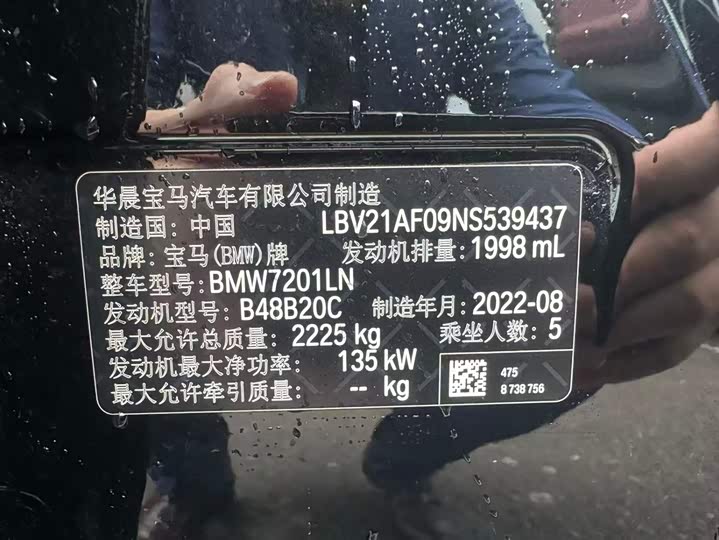 华晨宝马汽车有限公司制造
制造国: 中国 LBV21AF09NS539437
品牌: 宝马(BMW)牌 发动机排量: 1998 mL
整车型号: BMW7201LN
发动机型号: B48B20C 制造年月: 2022-08
最大允许总质量: 2225 kg 乘坐人数: 5
发动机最大净功率: 135 kW
最大允许牵引质量: -- kg
475
8 738 756